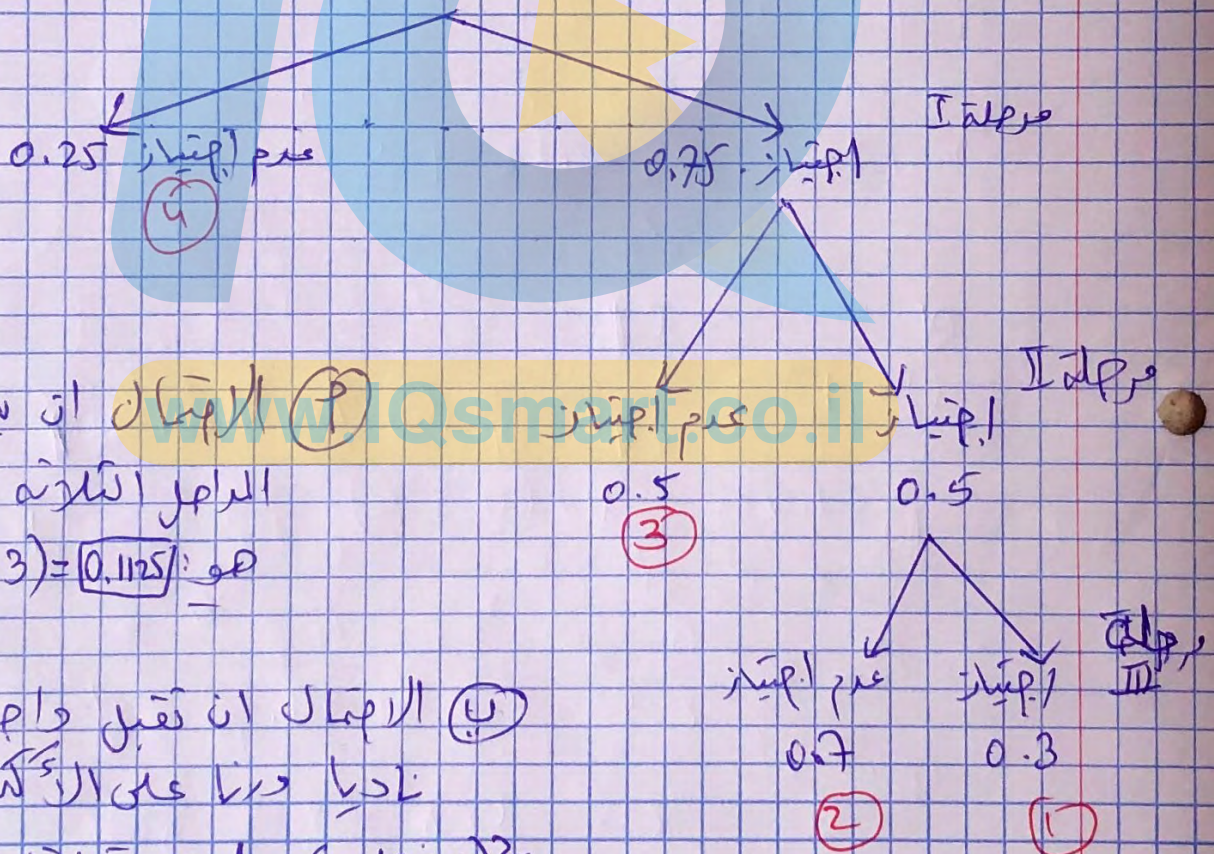 مرحلة I
اجتياز 0.75
عدم اجتياز 0.25
4
مرحلة II
اجتياز
عدم اجتياز
www.IQsmart.co.il
0.5
0.5
3
أ الاحتمال ان
المراحل الثلاثة
هو: 0.1125 =(3
مرحلة III
اجتياز
عدم اجتياز
0.3
0.7
1
2
ب الاحتمال ان تقبل
على